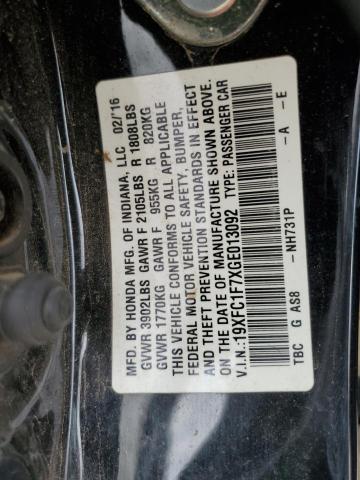 MFD. BY HONDA MFG. OF INDIANA, LLC 02/'16
GVWR 3902LBS GAWR F 2105LBS R 1808LBS
GVWR 1770KG GAWR F 955KG R 820KG
THIS VEHICLE CONFORMS TO ALL APPLICABLE
FEDERAL MOTOR VEHICLE SAFETY, BUMPER,
AND THEFT PREVENTION STANDARDS IN EFFECT
ON THE DATE OF MANUFACTURE SHOWN ABOVE.
V.I.N.:19XFC1F7XGE013092 TYPE: PASSENGER CAR
TBC G AS8 -NH731P -A -E